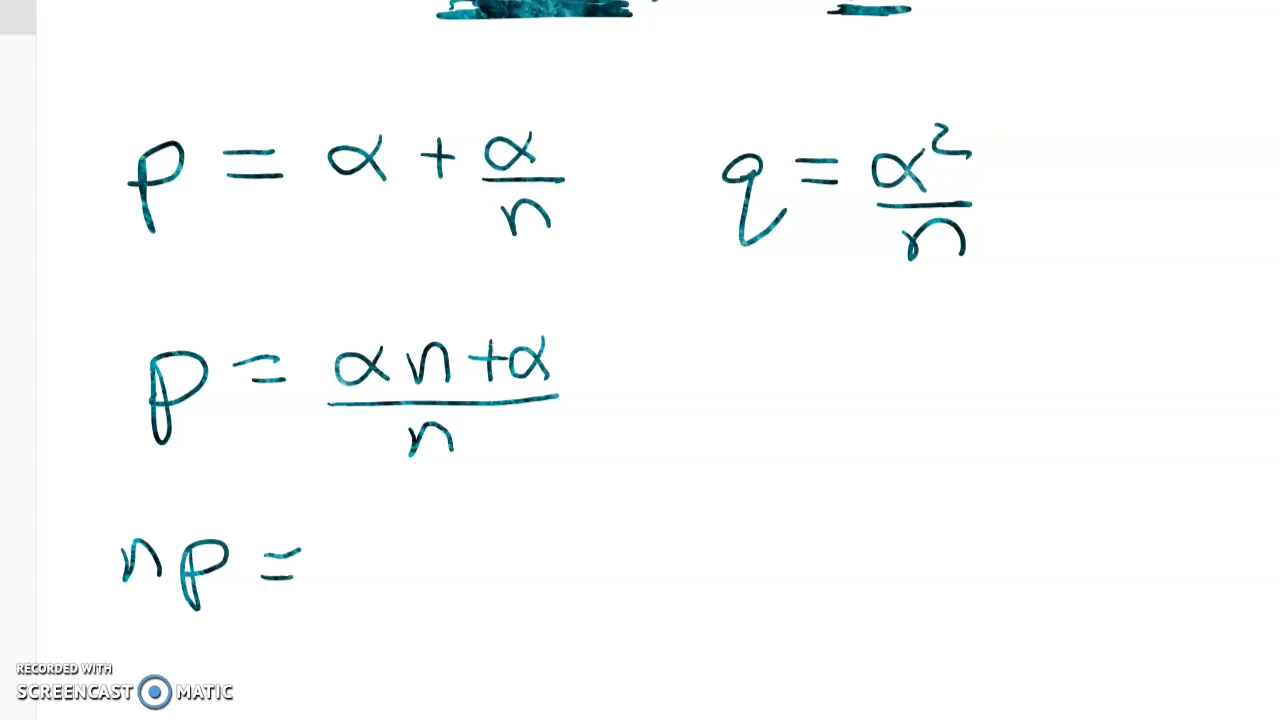 p = α + α/n
q = α²/n
p = αn+α/n
np =
RECORDED WITH
SCREENCAST MATIC